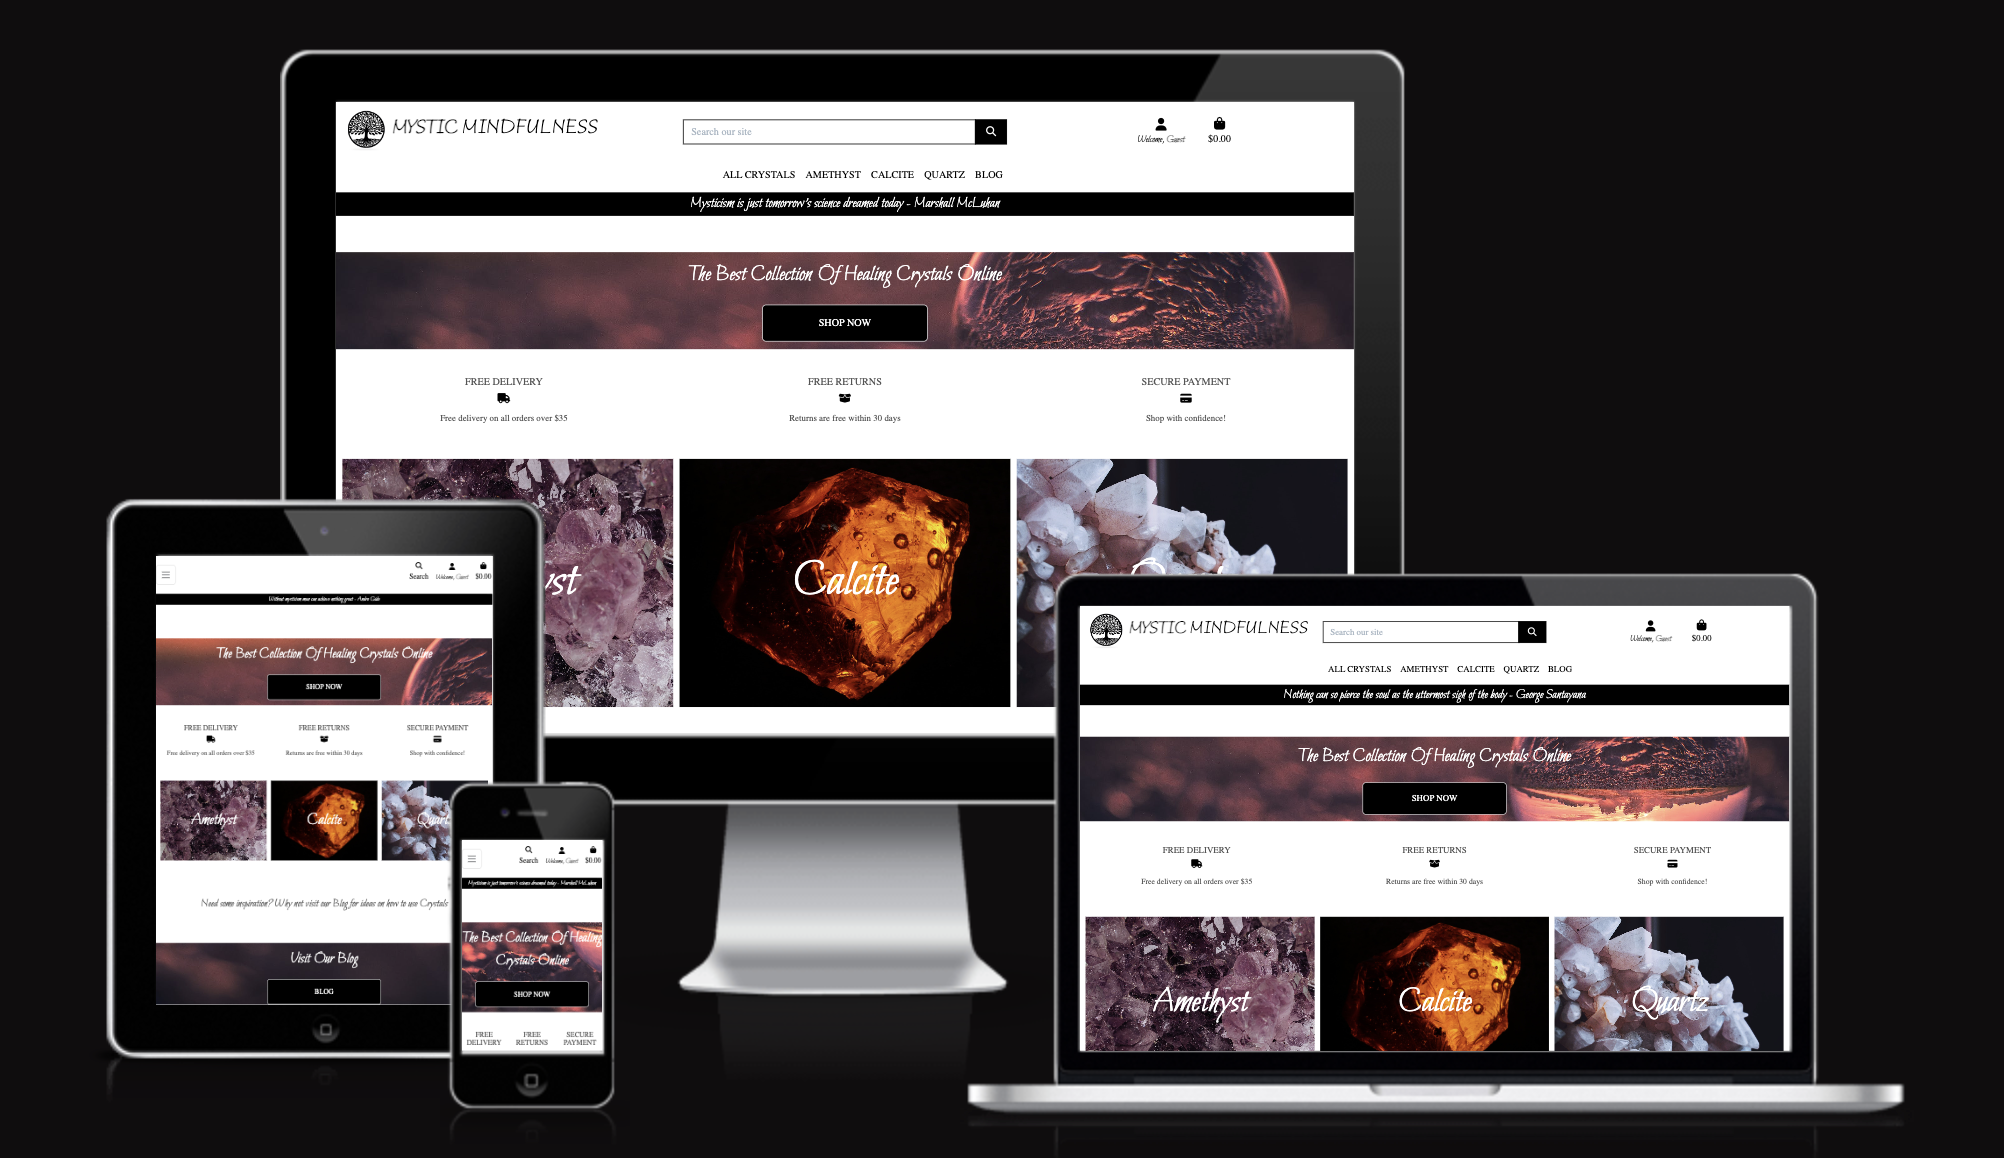 MYSTIC MINDFULNESS
Search our site
Welcome, Guest
$0.00
ALL CRYSTALS AMETHYST CALCITE QUARTZ BLOG
Mysticism is just tomorrow's science dreamed today - Marshall McLuhan
The Best Collection Of Healing Crystals Online
SHOP NOW
FREE DELIVERY
Free delivery on all orders over $35
FREE RETURNS
Returns are free within 30 days
SECURE PAYMENT
Shop with confidence!
yst
Calcite
Search
Welcome, Guest
$0.00
Without mysticism man can achieve nothing great - Andre Gide
The Best Collection Of Healing Crystals Online
SHOP NOW
FREE DELIVERY
Free delivery on all orders over $35
FREE RETURNS
Returns are free within 30 days
SECURE PAYMENT
Shop with confidence!
Amethyst
Calcite
Quart
Need some inspiration? Why not visit our Blog for ideas on how to use Crystals
Visit Our Blog
BLOG
Search
Welcome, Guest
$0.00
Mysticism is just tomorrow's science dreamed today - Marshall McLuhan
The Best Collection Of Healing
Crystals Online
SHOP NOW
FREE
DELIVERY
FREE
RETURNS
SECURE
PAYMENT
MYSTIC MINDFULNESS
Search our site
Welcome, Guest
$0.00
ALL CRYSTALS AMETHYST CALCITE QUARTZ BLOG
Nothing can so pierce the soul as the uttermost sigh of the body - George Santayana
The Best Collection Of Healing Crystals Online
SHOP NOW
FREE DELIVERY
Free delivery on all orders over $35
FREE RETURNS
Returns are free within 30 days
SECURE PAYMENT
Shop with confidence!
Amethyst
Calcite
Quartz